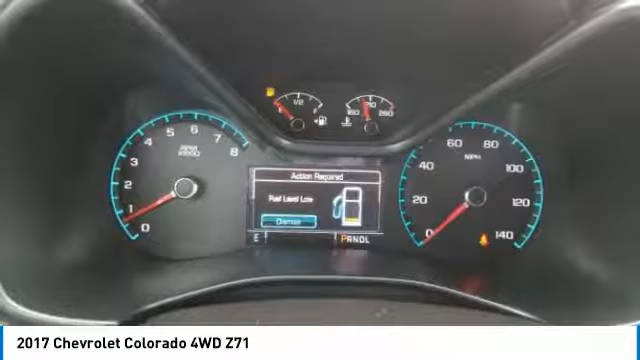 1/2
F
160 210 260
4 5 6
3 7
2 8
1
0
RPM
X1000
60 80
40 100
20 120
0 140
MPH
Action Required
Fuel Level Low
Dismiss
E
PRNDL
2017 Chevrolet Colorado 4WD Z71